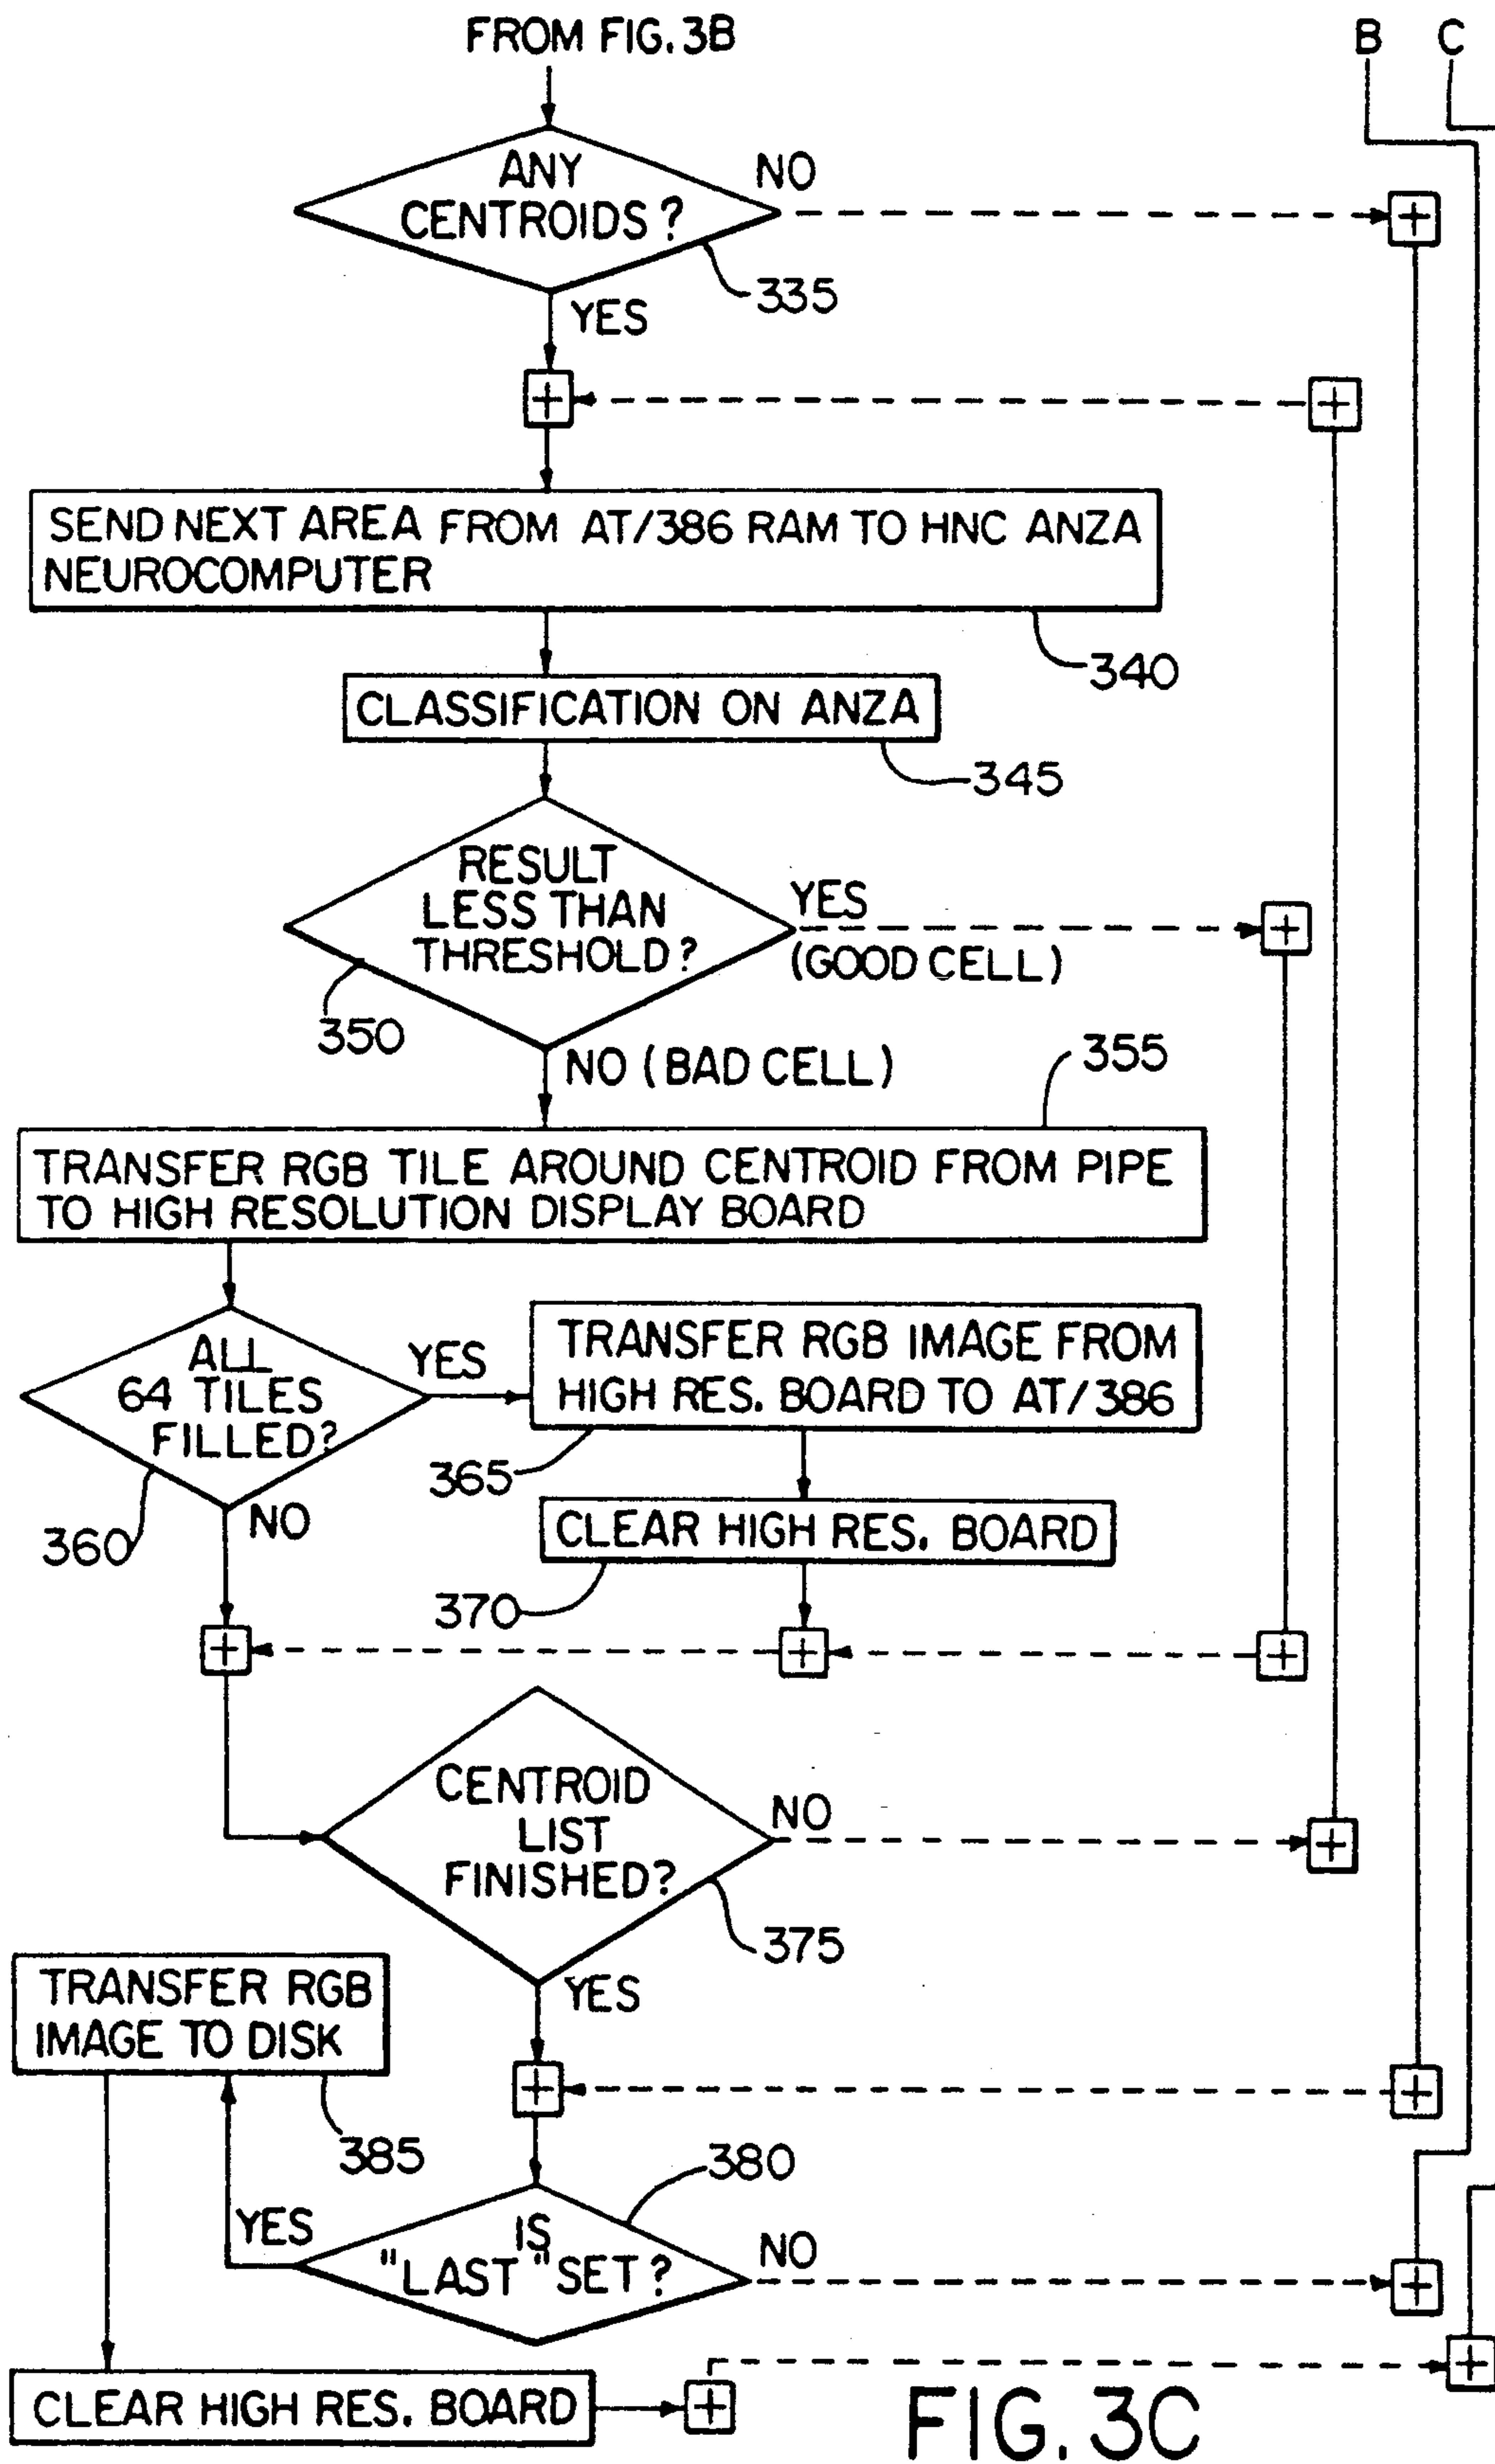 FROM FIG. 3B
B C
ANY
CENTROIDS?
NO
335
YES
+
+
+
SEND NEXT AREA FROM AT/386 RAM TO HNC ANZA
NEUROCOMPUTER
340
CLASSIFICATION ON ANZA
345
RESULT
LESS THAN
THRESHOLD?
YES
(GOOD CELL)
+
350
NO (BAD CELL)
355
TRANSFER RGB TILE AROUND CENTROID FROM PIPE
TO HIGH RESOLUTION DISPLAY BOARD
ALL
64 TILES
FILLED?
YES
360
NO
TRANSFER RGB IMAGE FROM
HIGH RES. BOARD TO AT/386
365
CLEAR HIGH RES. BOARD
370
+
+
+
CENTROID
LIST
FINISHED?
NO
+
375
YES
TRANSFER RGB
IMAGE TO DISK
385
+
+
380
IS
"LAST" SET?
YES
NO
+
+
CLEAR HIGH RES. BOARD
+
FIG. 3C